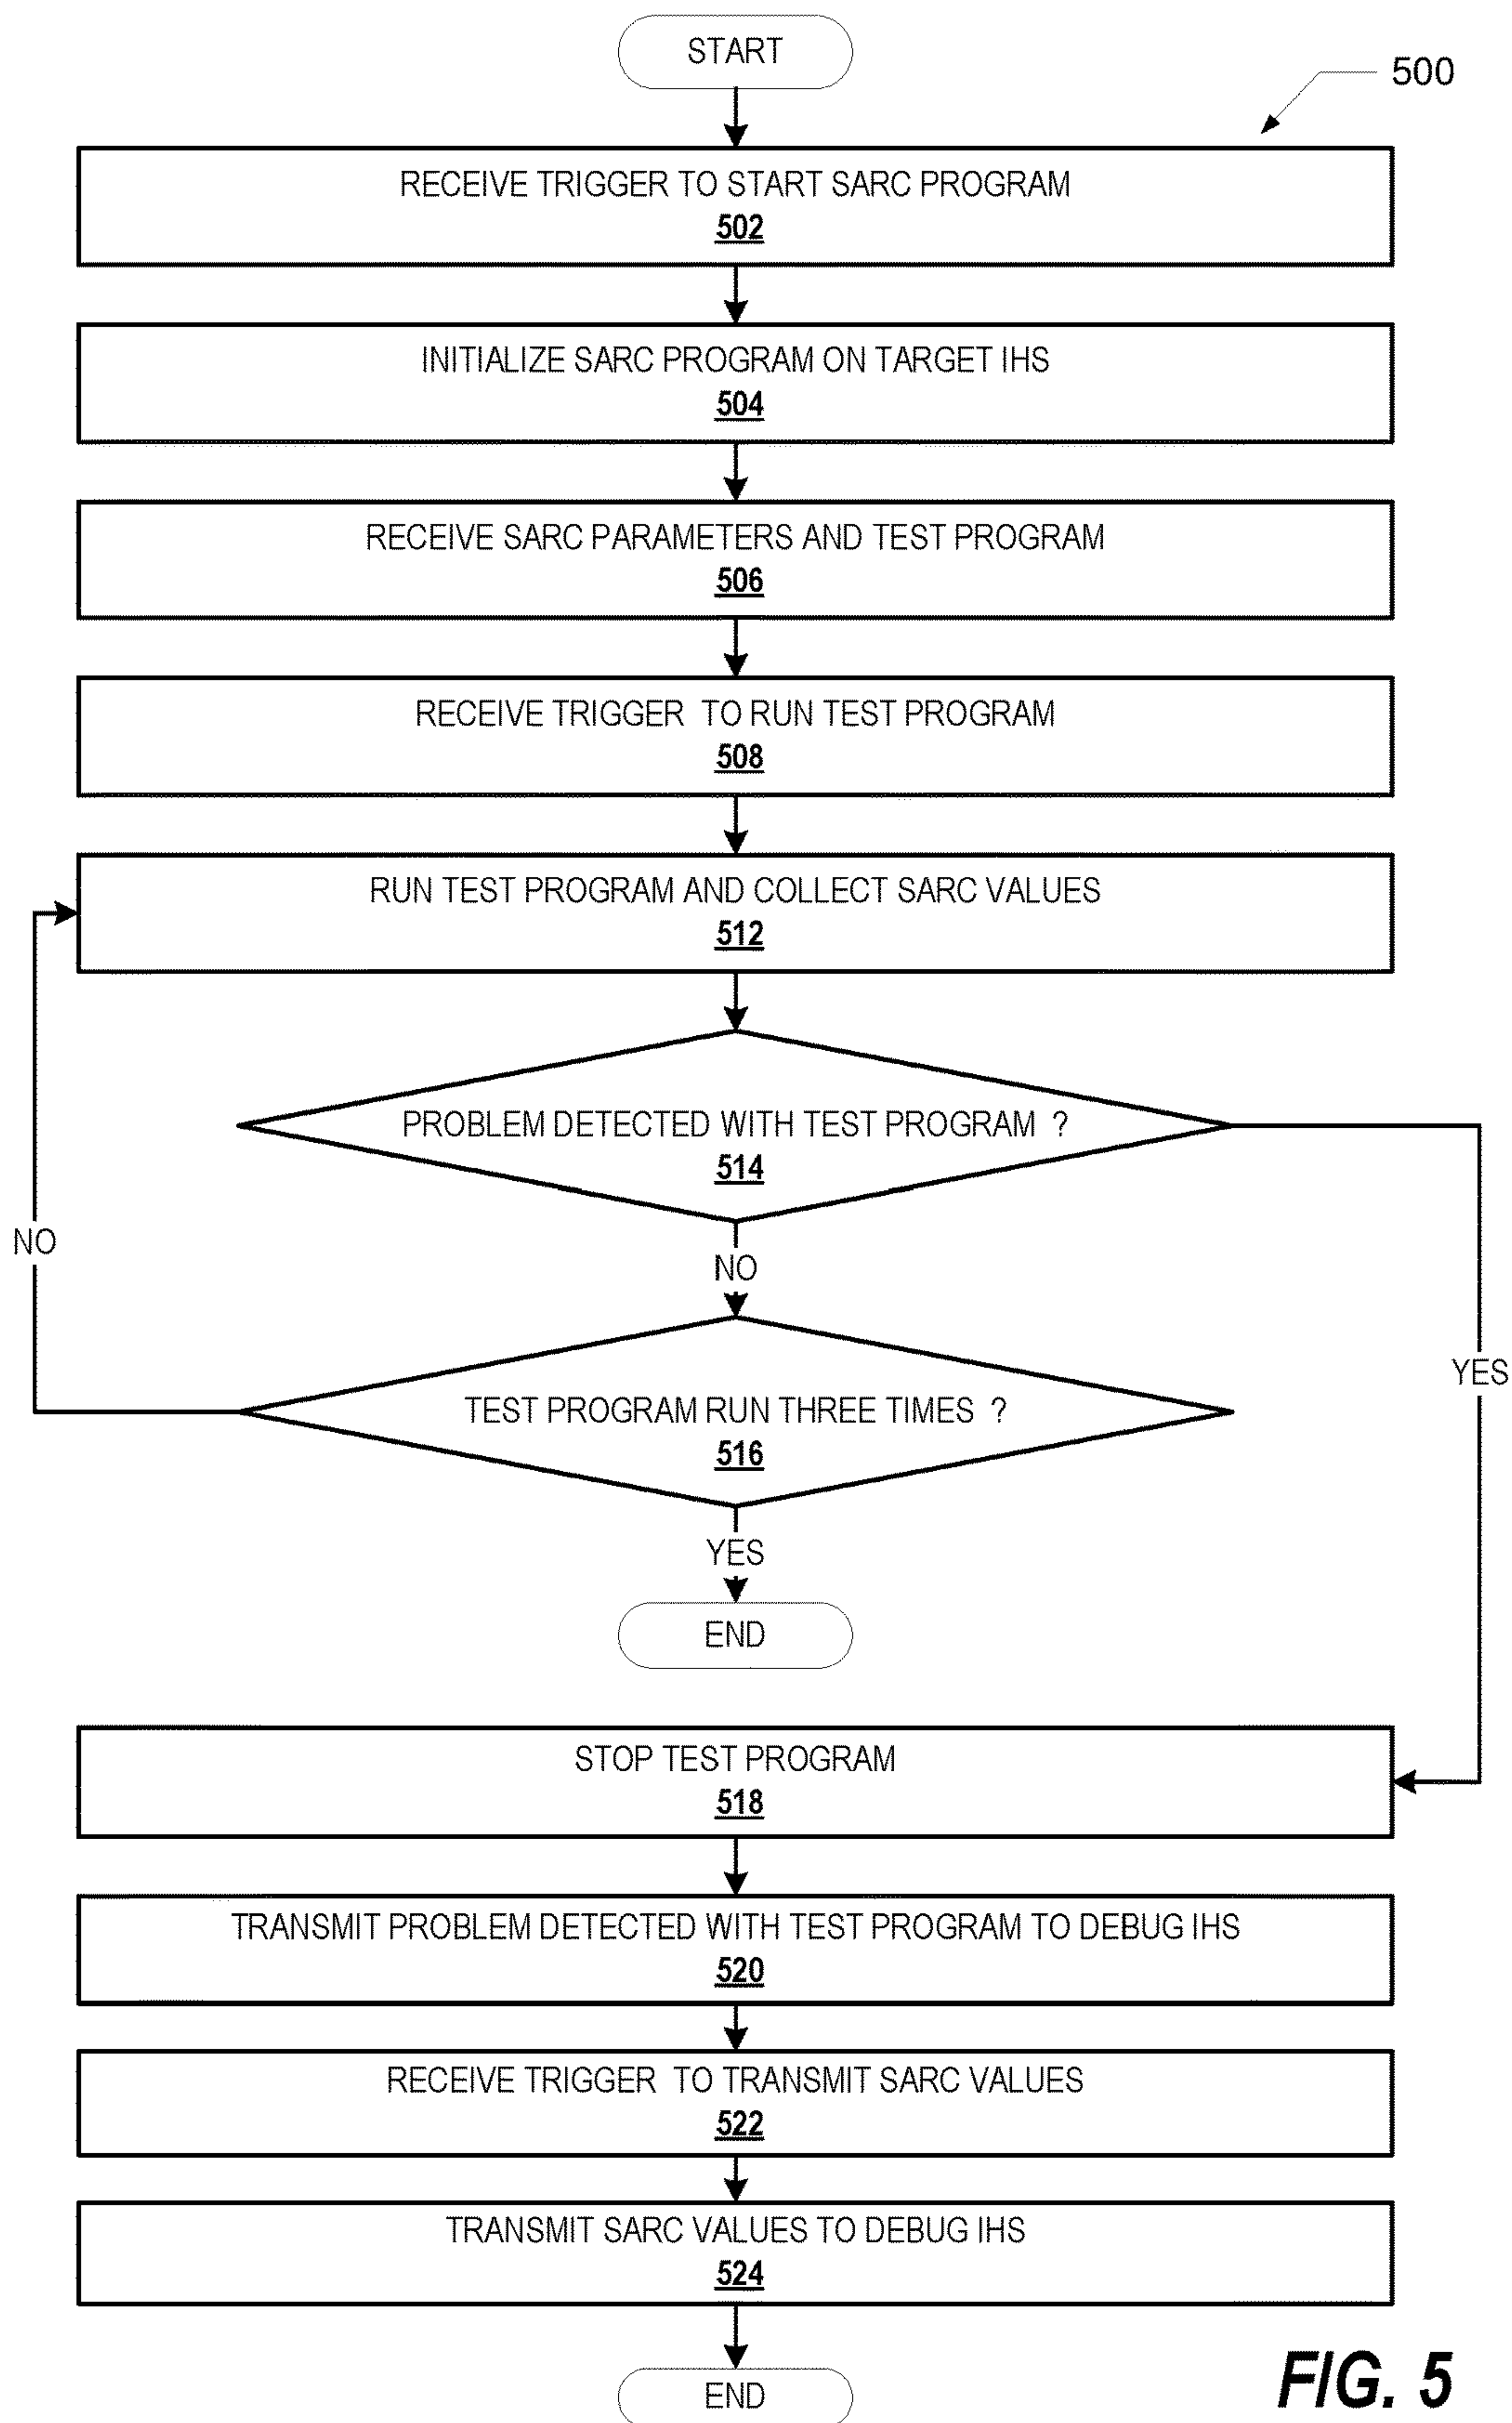 START
500
RECEIVE TRIGGER TO START SARC PROGRAM
502
INITIALIZE SARC PROGRAM ON TARGET IHS
504
RECEIVE SARC PARAMETERS AND TEST PROGRAM
506
RECEIVE TRIGGER TO RUN TEST PROGRAM
508
RUN TEST PROGRAM AND COLLECT SARC VALUES
512
PROBLEM DETECTED WITH TEST PROGRAM ?
514
NO
NO
YES
TEST PROGRAM RUN THREE TIMES ?
516
YES
END
STOP TEST PROGRAM
518
TRANSMIT PROBLEM DETECTED WITH TEST PROGRAM TO DEBUG IHS
520
RECEIVE TRIGGER TO TRANSMIT SARC VALUES
522
TRANSMIT SARC VALUES TO DEBUG IHS
524
END
FIG. 5